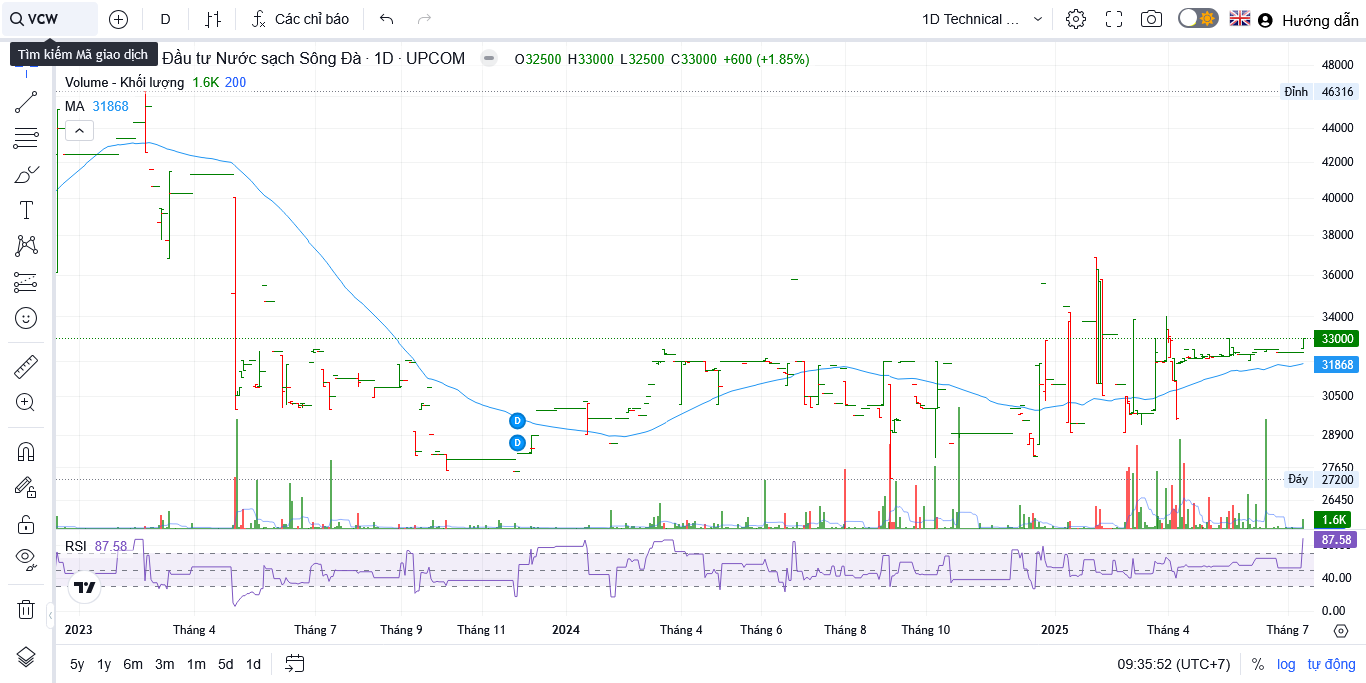 VCW D Các chỉ báo 1D Technical ... Hướng dẫn
Tìm kiếm Mã giao dịch
Đầu tư Nước sạch Sông Đà · 1D · UPCOM O32500 H33000 L32500 C33000 +600 (+1.85%)
Volume - Khối lượng 1.6K 200
MA 31868
48000
Đỉnh 46316
44000
42000
40000
38000
36000
34000
33000
31868
30500
28900
27650
Đáy 27200
26450
1.6K
D
D
RSI 87.58
87.58
40.00
0.00
2023 Tháng 4 Tháng 7 Tháng 9 Tháng 11 2024 Tháng 4 Tháng 6 Tháng 8 Tháng 10 2025 Tháng 4 Tháng 7
5y 1y 6m 3m 1m 5d 1d 09:35:52 (UTC+7) % log tự động